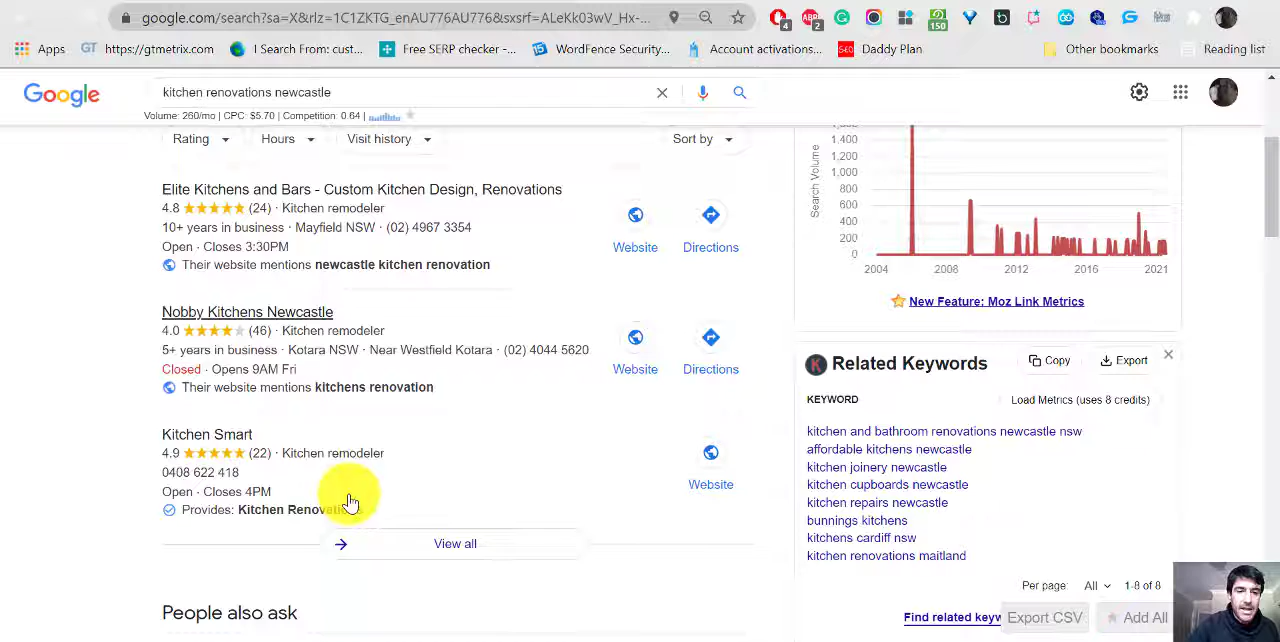 google.com/search?sa=X&rlz=1C1ZKTG_enAU776AU776&sxsrf=ALeKk03wV_Hx-...
4
ABP 2
150
Apps
GT https://gtmetrix.com
I Search From: cust...
Free SERP checker -...
15 WordFence Security...
Account activations...
Daddy Plan
Other bookmarks
Reading list
Google
kitchen renovations newcastle
Volume: 260/mo | CPC: $5.70 | Competition: 0.64 |
Rating
Hours
Visit history
Sort by
Elite Kitchens and Bars - Custom Kitchen Design, Renovations
4.8 (24) · Kitchen remodeler
10+ years in business · Mayfield NSW · (02) 4967 3354
Open · Closes 3:30PM
Their website mentions newcastle kitchen renovation
Website
Directions
Nobby Kitchens Newcastle
4.0 (46) · Kitchen remodeler
5+ years in business · Kotara NSW · Near Westfield Kotara · (02) 4044 5620
Closed · Opens 9AM Fri
Their website mentions kitchens renovation
Website
Directions
Kitchen Smart
4.9 (22) · Kitchen remodeler
0408 622 418
Open · Closes 4PM
Provides: Kitchen Renovati
Website
View all
People also ask
Search Volume
1,400
1,200
1,000
800
600
400
200
0
2004 2008 2012 2016 2021
New Feature: Moz Link Metrics
K Related Keywords
Copy
Export
KEYWORD
Load Metrics (uses 8 credits)
kitchen and bathroom renovations newcastle nsw
affordable kitchens newcastle
kitchen joinery newcastle
kitchen cupboards newcastle
kitchen repairs newcastle
bunnings kitchens
kitchens cardiff nsw
kitchen renovations maitland
Per page: All 1-8 of 8
Find related keyw
Export CSV
Add All